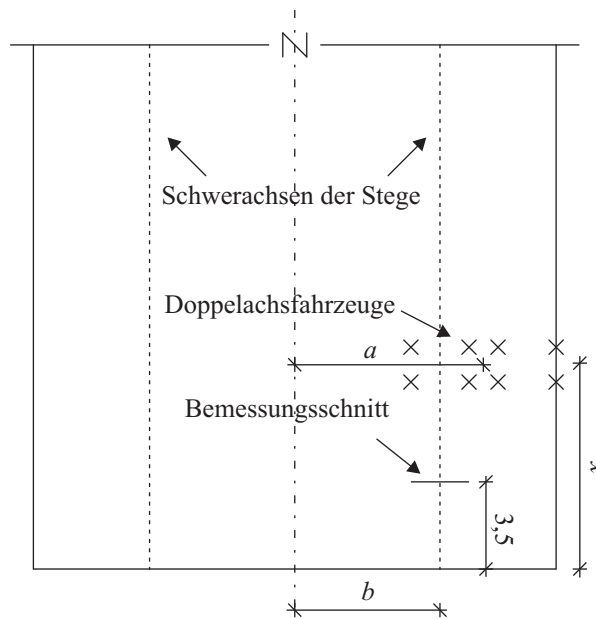 Schwerachsen der Stege
Doppelachsfahrzeuge
a
Bemessungsschnitt
x
3,5
b